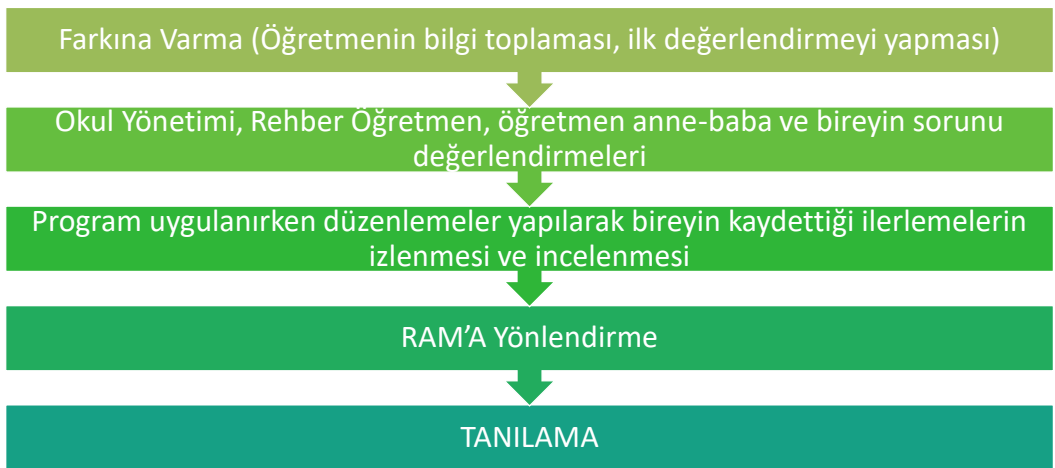 Farkına Varma (Öğretmenin bilgi toplaması, ilk değerlendirmeyi yapması)
Okul Yönetimi, Rehber Öğretmen, öğretmen anne-baba ve bireyin sorunu
değerlendirmeleri
Program uygulanırken düzenlemeler yapılarak bireyin kaydettiği ilerlemelerin
izlenmesi ve incelenmesi
RAM’A Yönlendirme
TANILAMA